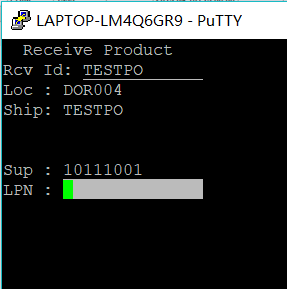 LAPTOP-LM4Q6GR9 - PuTTY
Receive Product
Rcv Id: TESTPO
Loc : DOR004
Ship: TESTPO
Sup : 10111001
LPN :